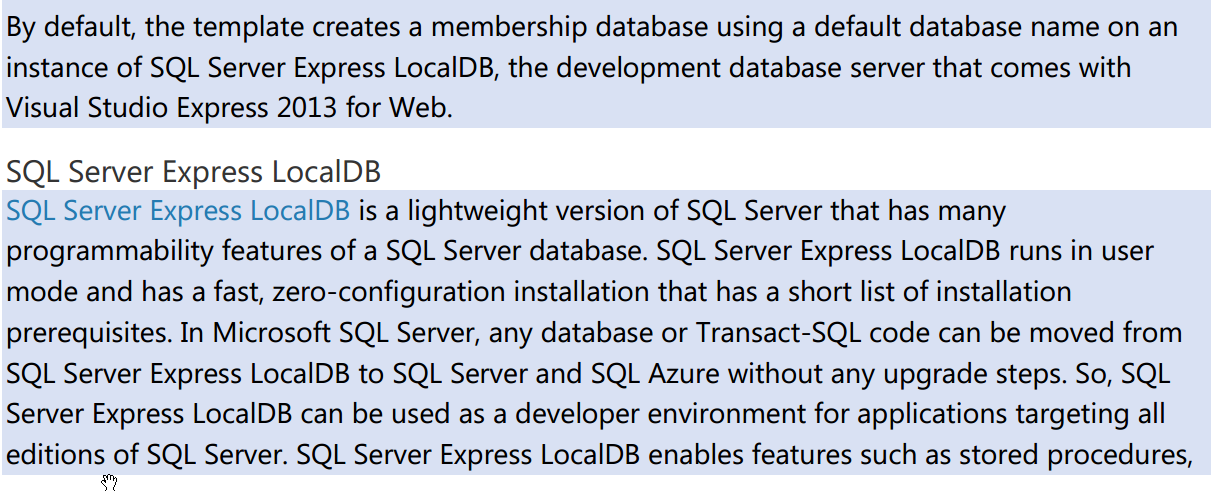 By default, the template creates a membership database using a default database name on an
instance of SQL Server Express LocalDB, the development database server that comes with
Visual Studio Express 2013 for Web.
SQL Server Express LocalDB
SQL Server Express LocalDB is a lightweight version of SQL Server that has many
programmability features of a SQL Server database. SQL Server Express LocalDB runs in user
mode and has a fast, zero-configuration installation that has a short list of installation
prerequisites. In Microsoft SQL Server, any database or Transact-SQL code can be moved from
SQL Server Express LocalDB to SQL Server and SQL Azure without any upgrade steps. So, SQL
Server Express LocalDB can be used as a developer environment for applications targeting all
editions of SQL Server. SQL Server Express LocalDB enables features such as stored procedures,